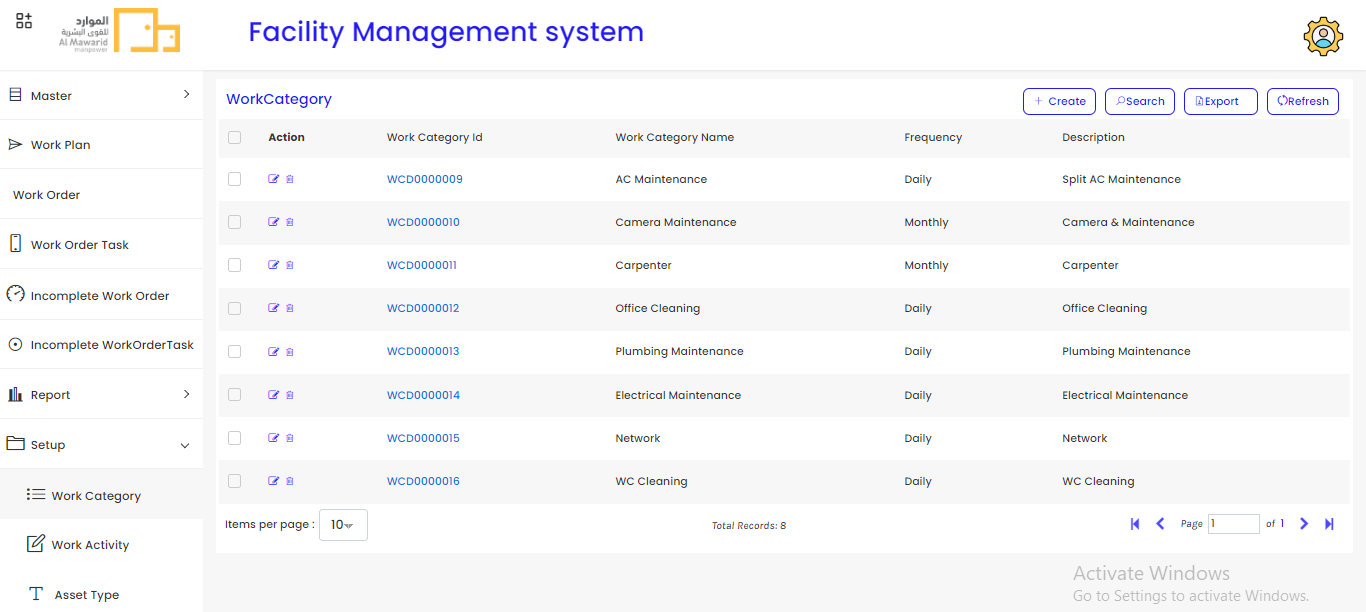 الموارد
للقوى البشرية
Al Mawarid
manpower
Facility Management system
Master
Work Plan
Work Order
Work Order Task
Incomplete Work Order
Incomplete WorkOrderTask
Report
Setup
Work Category
Work Activity
Asset Type
WorkCategory
+ Create Search Export Refresh
Action Work Category Id Work Category Name Frequency Description
WCD0000009 AC Maintenance Daily Split AC Maintenance
WCD0000010 Camera Maintenance Monthly Camera & Maintenance
WCD0000011 Carpenter Monthly Carpenter
WCD0000012 Office Cleaning Daily Office Cleaning
WCD0000013 Plumbing Maintenance Daily Plumbing Maintenance
WCD0000014 Electrical Maintenance Daily Electrical Maintenance
WCD0000015 Network Daily Network
WCD0000016 WC Cleaning Daily WC Cleaning
Items per page : 10 Total Records: 8 Page 1 of 1
Activate Windows
Go to Settings to activate Windows.